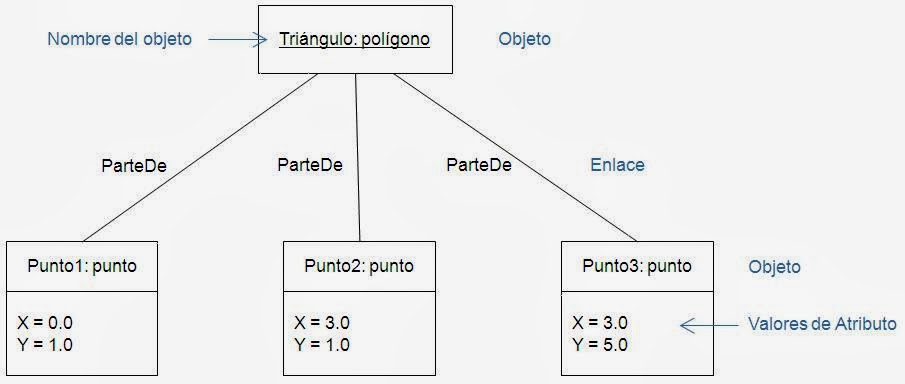 Nombre del objeto
Triángulo: polígono
Objeto
ParteDe
ParteDe
ParteDe
Enlace
Punto1: punto
Punto2: punto
Punto3: punto
Objeto
X = 0.0
Y = 1.0
X = 3.0
Y = 1.0
X = 3.0
Y = 5.0
Valores de Atributo